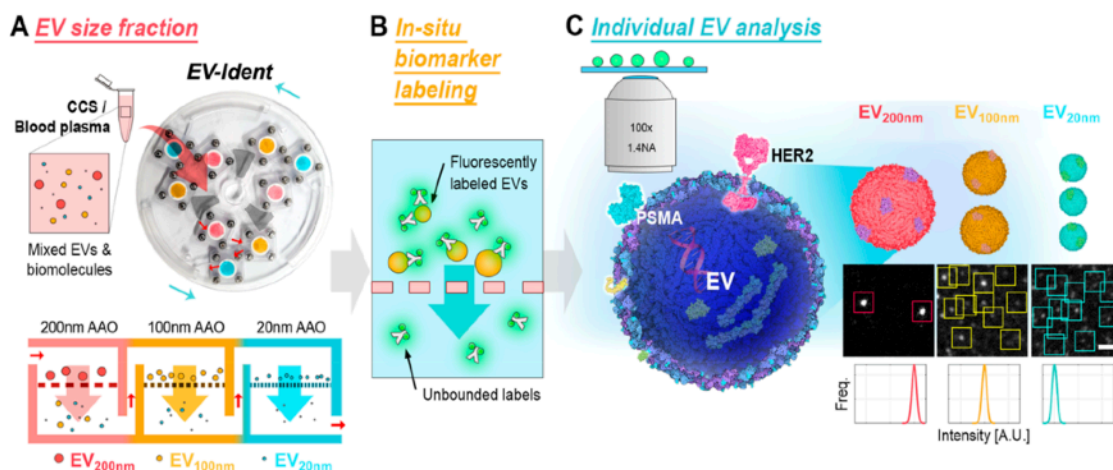 A EV size fraction
EV-Ident
CCS /
Blood plasma
Mixed EVs &
biomolecules
200nm AAO 100nm AAO 20nm AAO
EV200nm EV100nm EV20nm
B In-situ
biomarker
labeling
Fluorescently
labeled EVs
Unbounded labels
C Individual EV analysis
100x
1.4NA
HER2
PSMA
EV
EV200nm EV100nm EV20nm
Freq.
Intensity [A.U.]